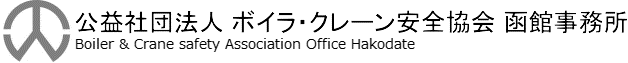 公益社団法人 ボイラ・クレーン安全協会 函館事務所
Boiler & Crane safety Association Office Hakodate